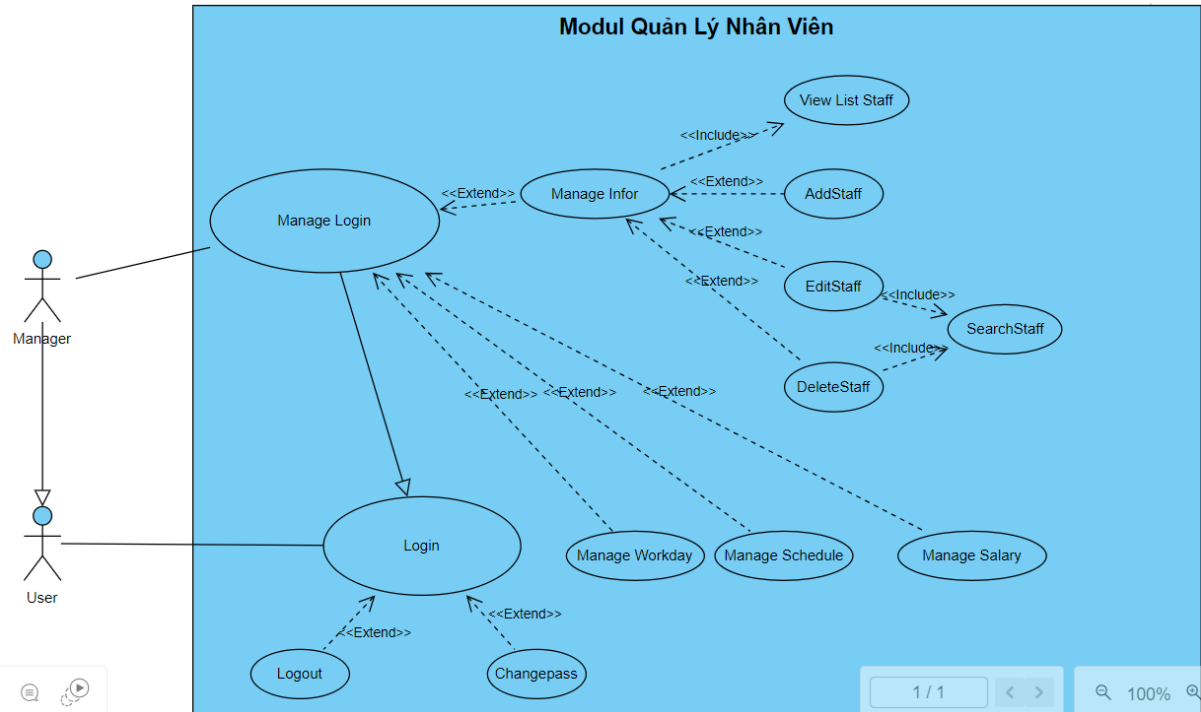 Modul Quản Lý Nhân Viên
View List Staff
<<Include>>
<<Extend>>
Manage Infor
<<Extend>>
AddStaff
Manage Login
<<Extend>>
<<Extend>>
EditStaff
<<Include>>
SearchStaff
Manager
<<Include>>
DeleteStaff
<<Extend>>
<<Extend>>
<<Extend>>
Login
Manage Workday
Manage Schedule
Manage Salary
User
<<Extend>>
<<Extend>>
Logout
Changepass
1 / 1
100%